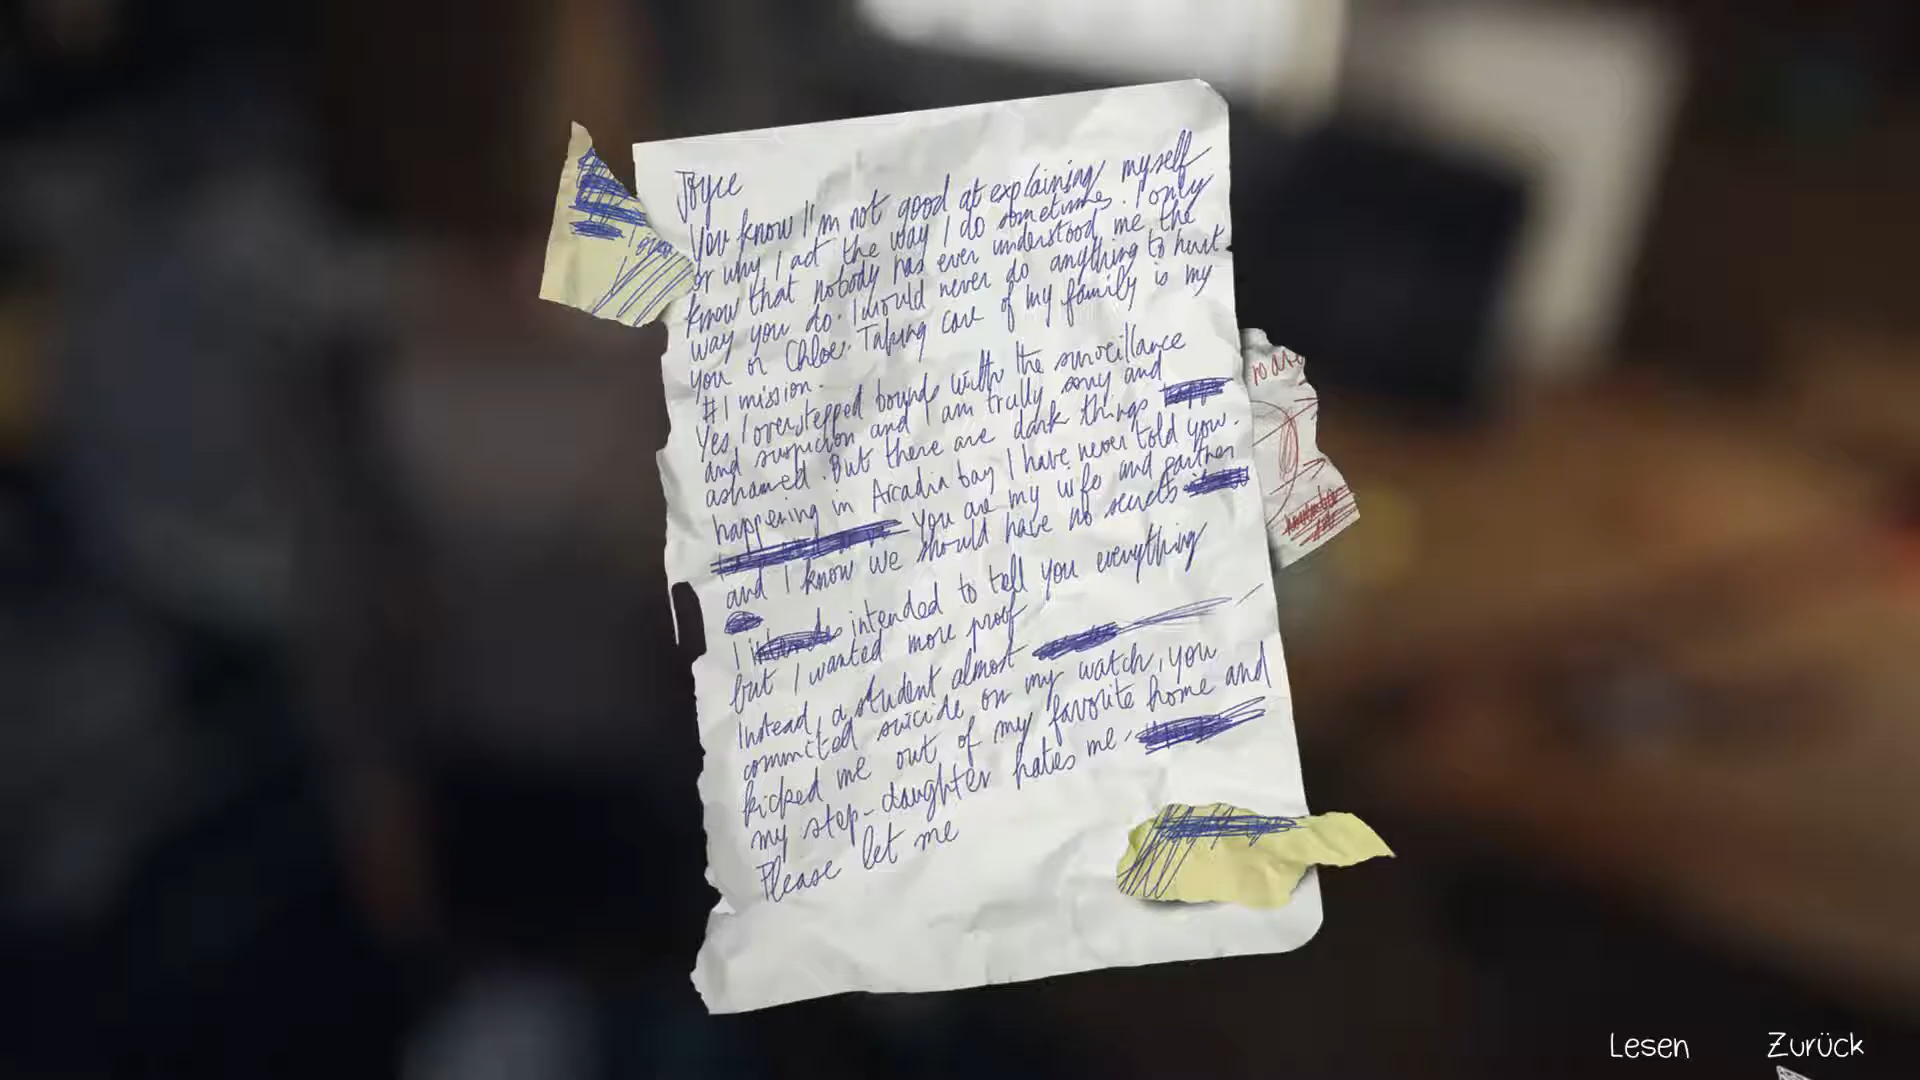 Joyce
You know I'm not good at explaining myself
or why I act the way I do sometimes. I only
know that nobody has ever understood me the
way you do. I would never do anything to hurt
you or Chloe. Taking care of my family is my
#1 mission.
Yes I overstepped bounds with the surveillance
and suspicion and I am trully sorry and
ashamed. But there are dark things
happening in Arcadia bay I have never told you.
You are my wife and partner
and I know we should have no secrets
I intended to tell you everything
but I wanted more proof
Instead, a student almost
committed suicide on my watch, you
kicked me out of my favorite home and
my step-daughter hates me.
Please let me
Lesen
Zurück